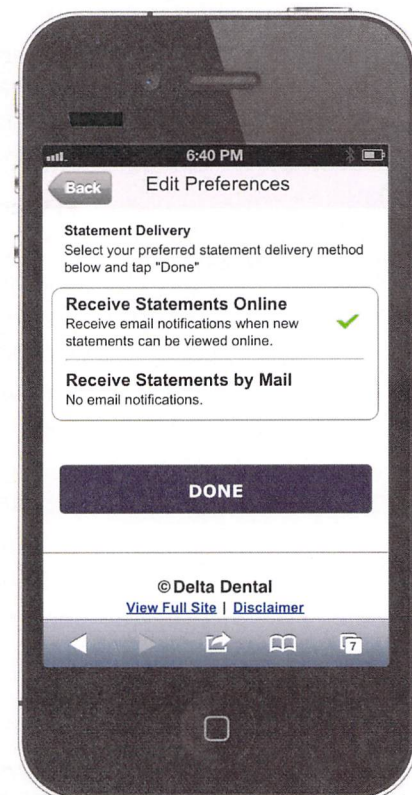 6:40 PM
Back
Edit Preferences
Statement Delivery
Select your preferred statement delivery method
below and tap "Done"
Receive Statements Online
Receive email notifications when new
statements can be viewed online.
Receive Statements by Mail
No email notifications.
DONE
© Delta Dental
View Full Site | Disclaimer
7